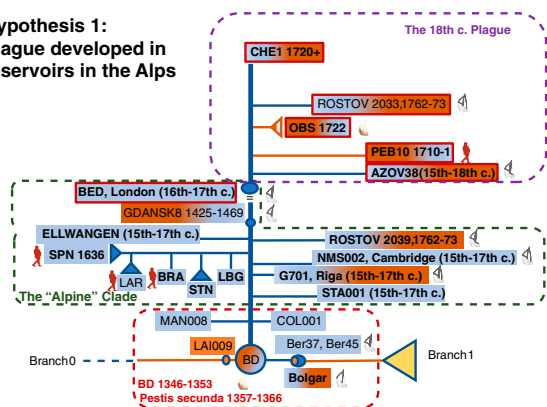 ypothesis 1:
lague developed in
servoirs in the Alps
The 18th c. Plague
CHE1 1720+
ROSTOV 2033,1762-73
OBS 1722
PEB10 1710-1
AZOV38(15th-18th c.)
BED, London (16th-17th c.)
GDANSK8 1425-1469
ELLWANGEN (15th-17th c.)
ROSTOV 2039,1762-73
SPN 1636
NMS002, Cambridge (15th-17th c.)
LAR
BRA
STN
LBG
G701, Riga (15th-17th c.)
The "Alpine" Clade
STA001 (15th-17th c.)
MAN008
COL001
LAI009
Ber37, Ber45
Branch0
BD
Branch1
Bolgar
BD 1346-1353
Pestis secunda 1357-1366